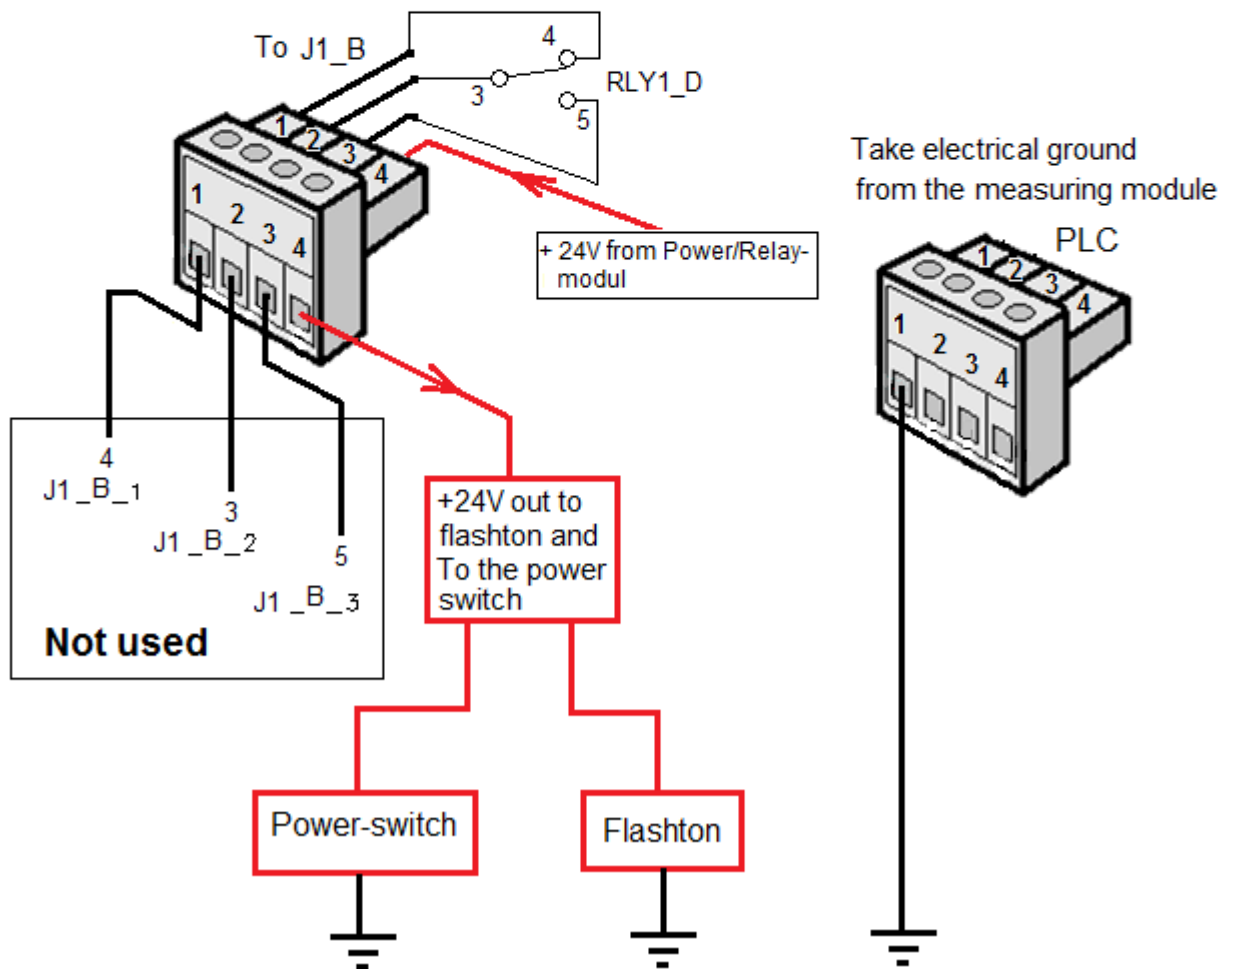 To J1_B
4
3
RLY1_D
5
1
2
3
4
1
2
3
4
+ 24V from Power/Relay-
modul
Take electrical ground
from the measuring module
PLC
1
2
3
4
1
2
3
4
4
J1_B_1
3
J1_B_2
5
J1_B_3
Not used
+24V out to
flashton and
To the power
switch
Power-switch
Flashton